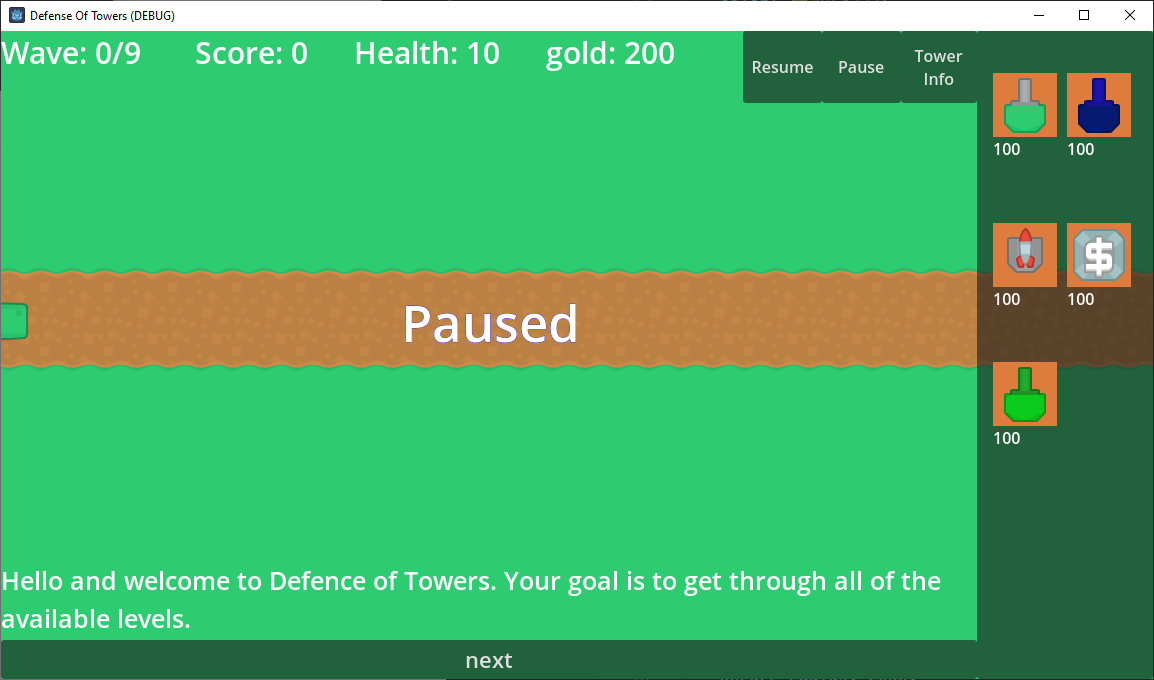 Defense Of Towers (DEBUG)
Wave: 0/9 Score: 0 Health: 10 gold: 200
Resume Pause Tower
Info
100 100
$
100 100
Paused
100
Hello and welcome to Defence of Towers. Your goal is to get through all of the
available levels.
next